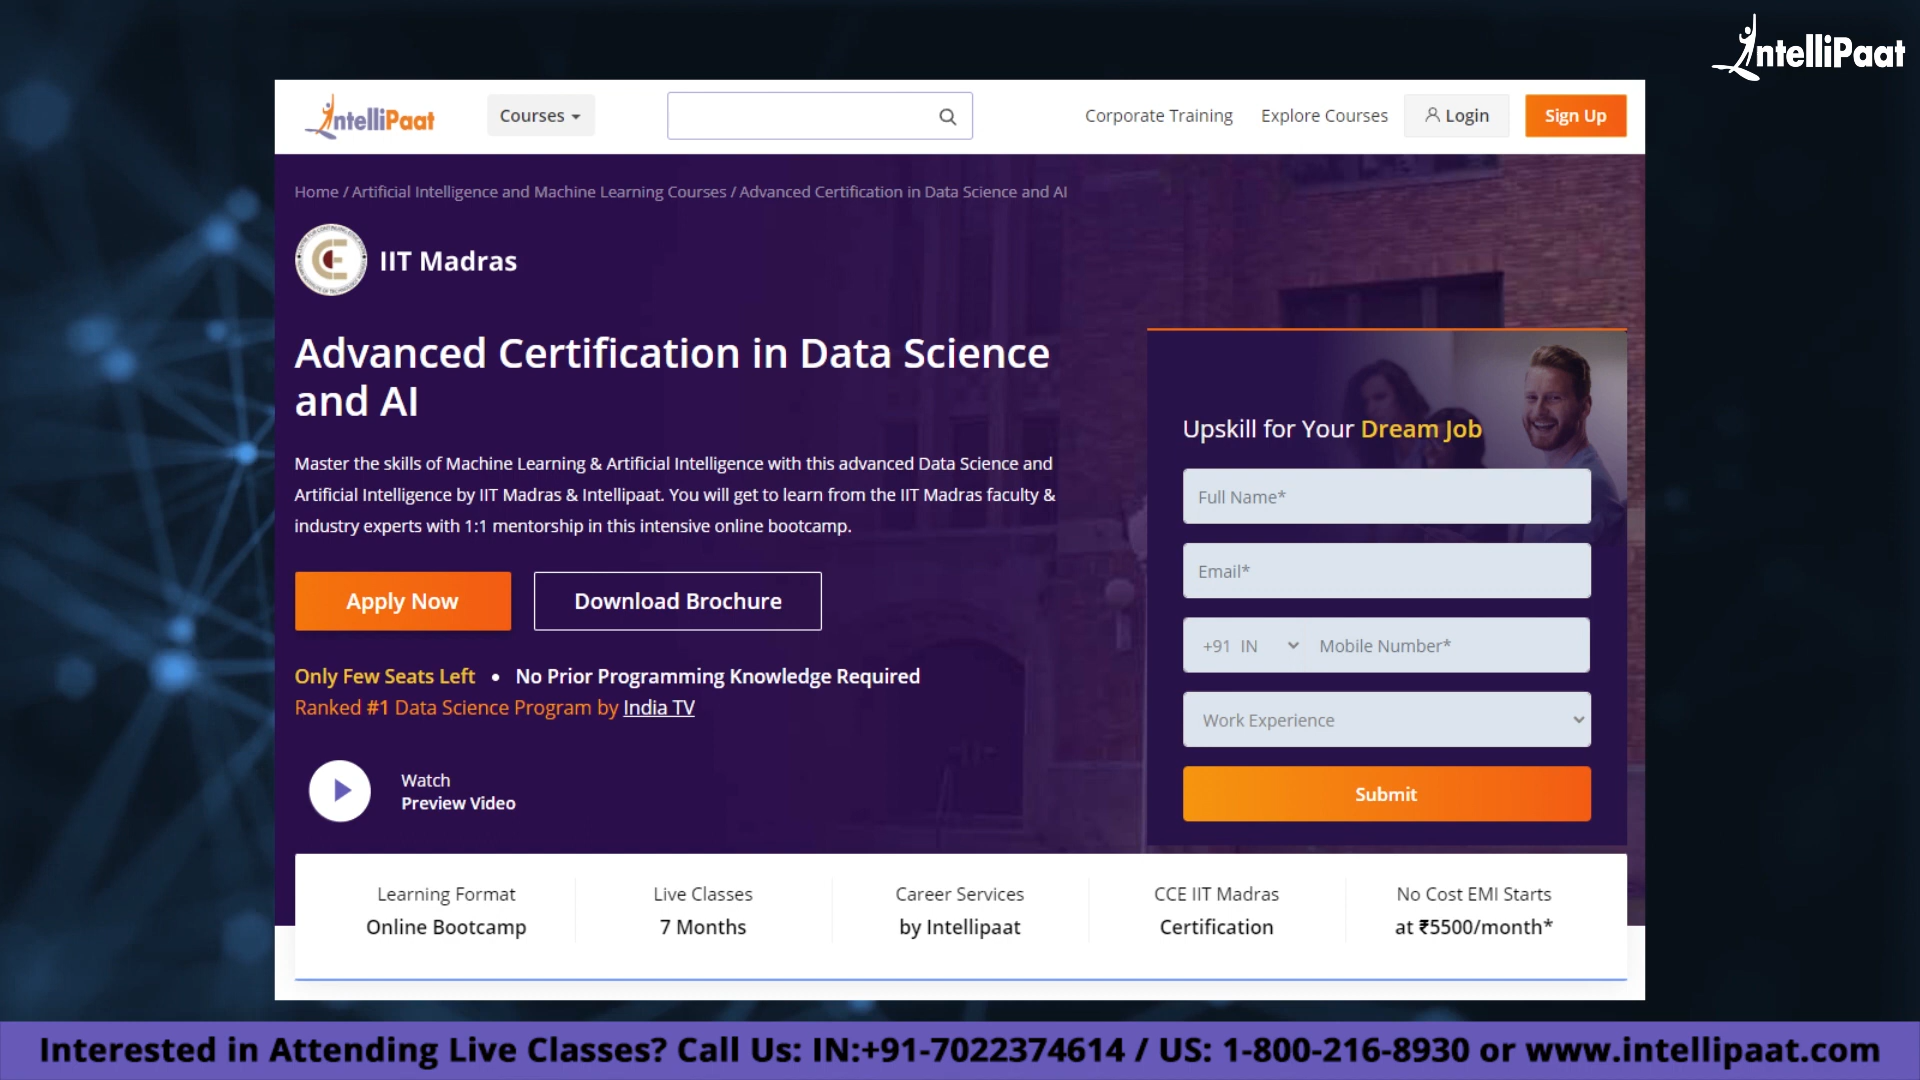 IntelliPaat
IntelliPaat
Courses
Corporate Training
Explore Courses
Login
Sign Up
Home / Artificial Intelligence and Machine Learning Courses / Advanced Certification in Data Science and AI
IIT Madras
Advanced Certification in Data Science
and AI
Master the skills of Machine Learning & Artificial Intelligence with this advanced Data Science and
Artificial Intelligence by IIT Madras & Intellipaat. You will get to learn from the IIT Madras faculty &
industry experts with 1:1 mentorship in this intensive online bootcamp.
Apply Now
Download Brochure
Only Few Seats Left • No Prior Programming Knowledge Required
Ranked #1 Data Science Program by India TV
Watch
Preview Video
Upskill for Your Dream Job
Full Name*
Email*
+91 IN
Mobile Number*
Work Experience
Submit
Learning Format
Online Bootcamp
Live Classes
7 Months
Career Services
by Intellipaat
CCE IIT Madras
Certification
No Cost EMI Starts
at ₹5500/month*
Interested in Attending Live Classes? Call Us: IN:+91-7022374614 / US: 1-800-216-8930 or www.intellipaat.com